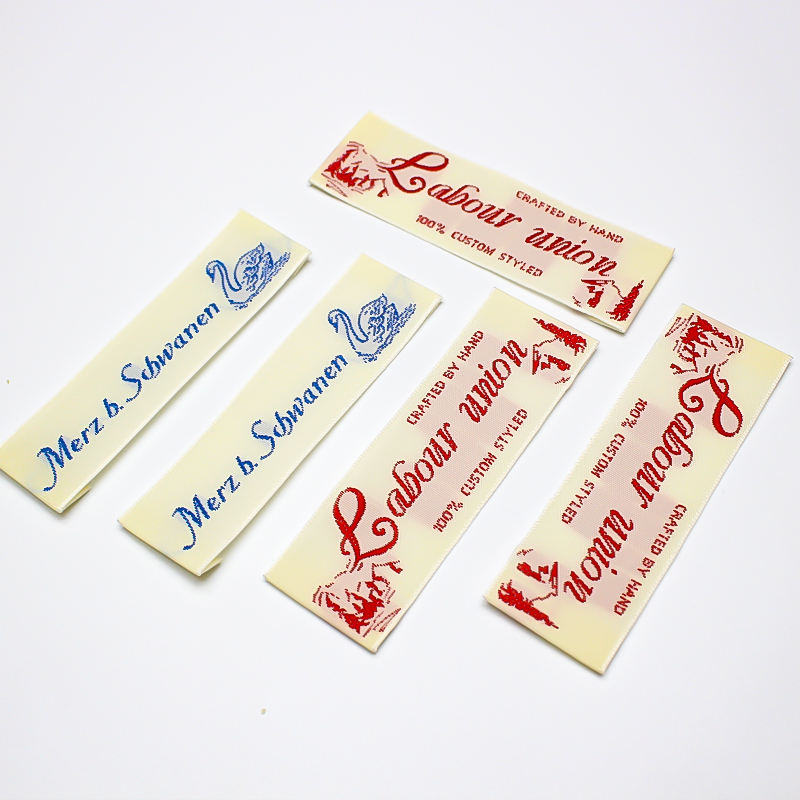 CRAFTED BY HAND
Labour union
100% CUSTOM STYLED
Merz b. Schwanen
Merz b. Schwanen
CRAFTED BY HAND
Labour union
100% CUSTOM STYLED
CRAFTED BY HAND
Labour union
100% CUSTOM STYLED